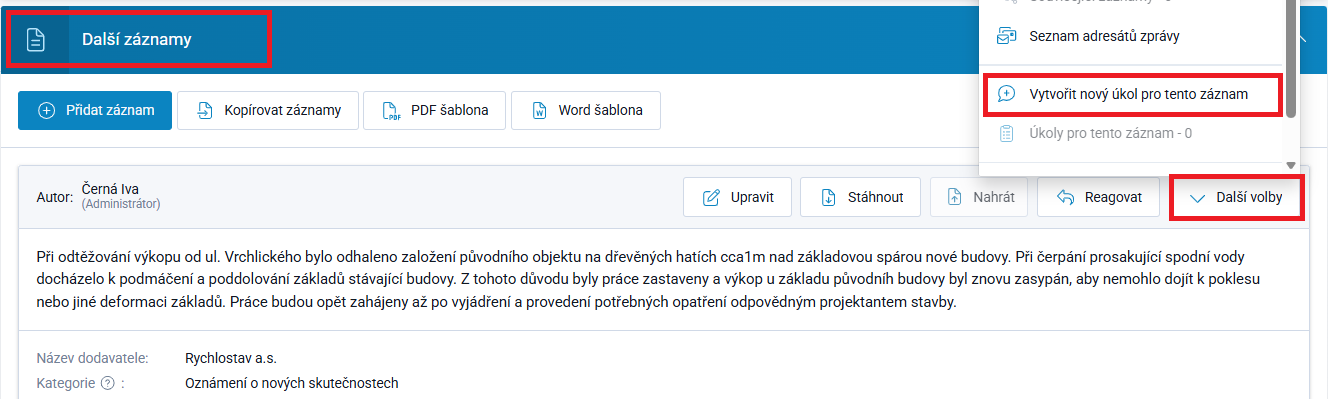 Další záznamy
Seznam adresátů zprávy
Vytvořit nový úkol pro tento záznam
Úkoly pro tento záznam - 0
Přidat záznam
Kopírovat záznamy
PDF PDF šablona
W Word šablona
Autor: Černá Iva
(Administrátor)
Upravit
Stáhnout
Nahrát
Reagovat
Další volby
Při odtěžování výkopu od ul. Vrchlického bylo odhaleno založení původního objektu na dřevěných hatích cca1m nad základovou spárou nové budovy. Při čerpání prosakující spodní vody
docházelo k podmáčení a poddolování základů stávající budovy. Z tohoto důvodu byly práce zastaveny a výkop u základu původních budovy byl znovu zasypán, aby nemohlo dojít k poklesu
nebo jiné deformaci základů. Práce budou opět zahájeny až po vyjádření a provedení potřebných opatření odpovědným projektantem stavby.
Název dodavatele: Rychlostav a.s.
Kategorie ? : Oznámení o nových skutečnostech